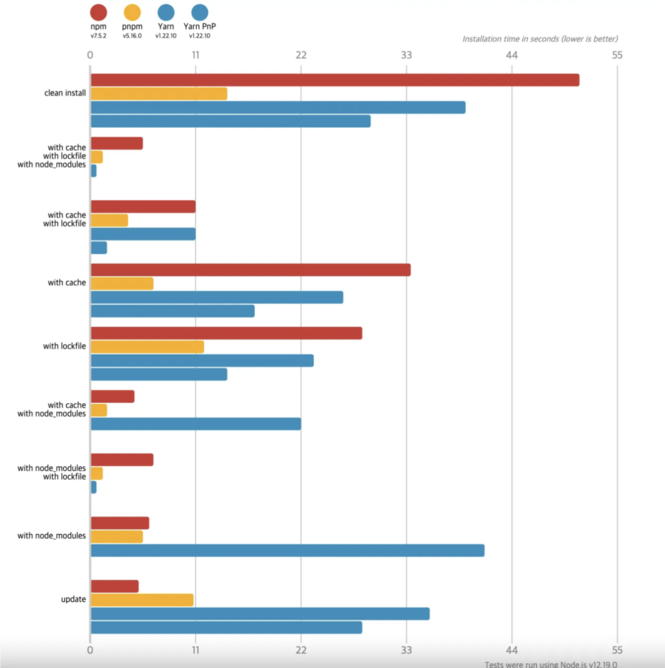 npm
v7.5.2
pnpm
v5.16.0
Yarn
v1.22.10
Yarn PnP
v1.22.10
Installation time in seconds (lower is better)
0 11 22 33 44 55
clean install
with cache
with lockfile
with node_modules
with cache
with lockfile
with cache
with lockfile
with cache
with node_modules
with node_modules
with lockfile
with node_modules
update
0 11 22 33 44 55
Tests were run using Node.js v12.19.0